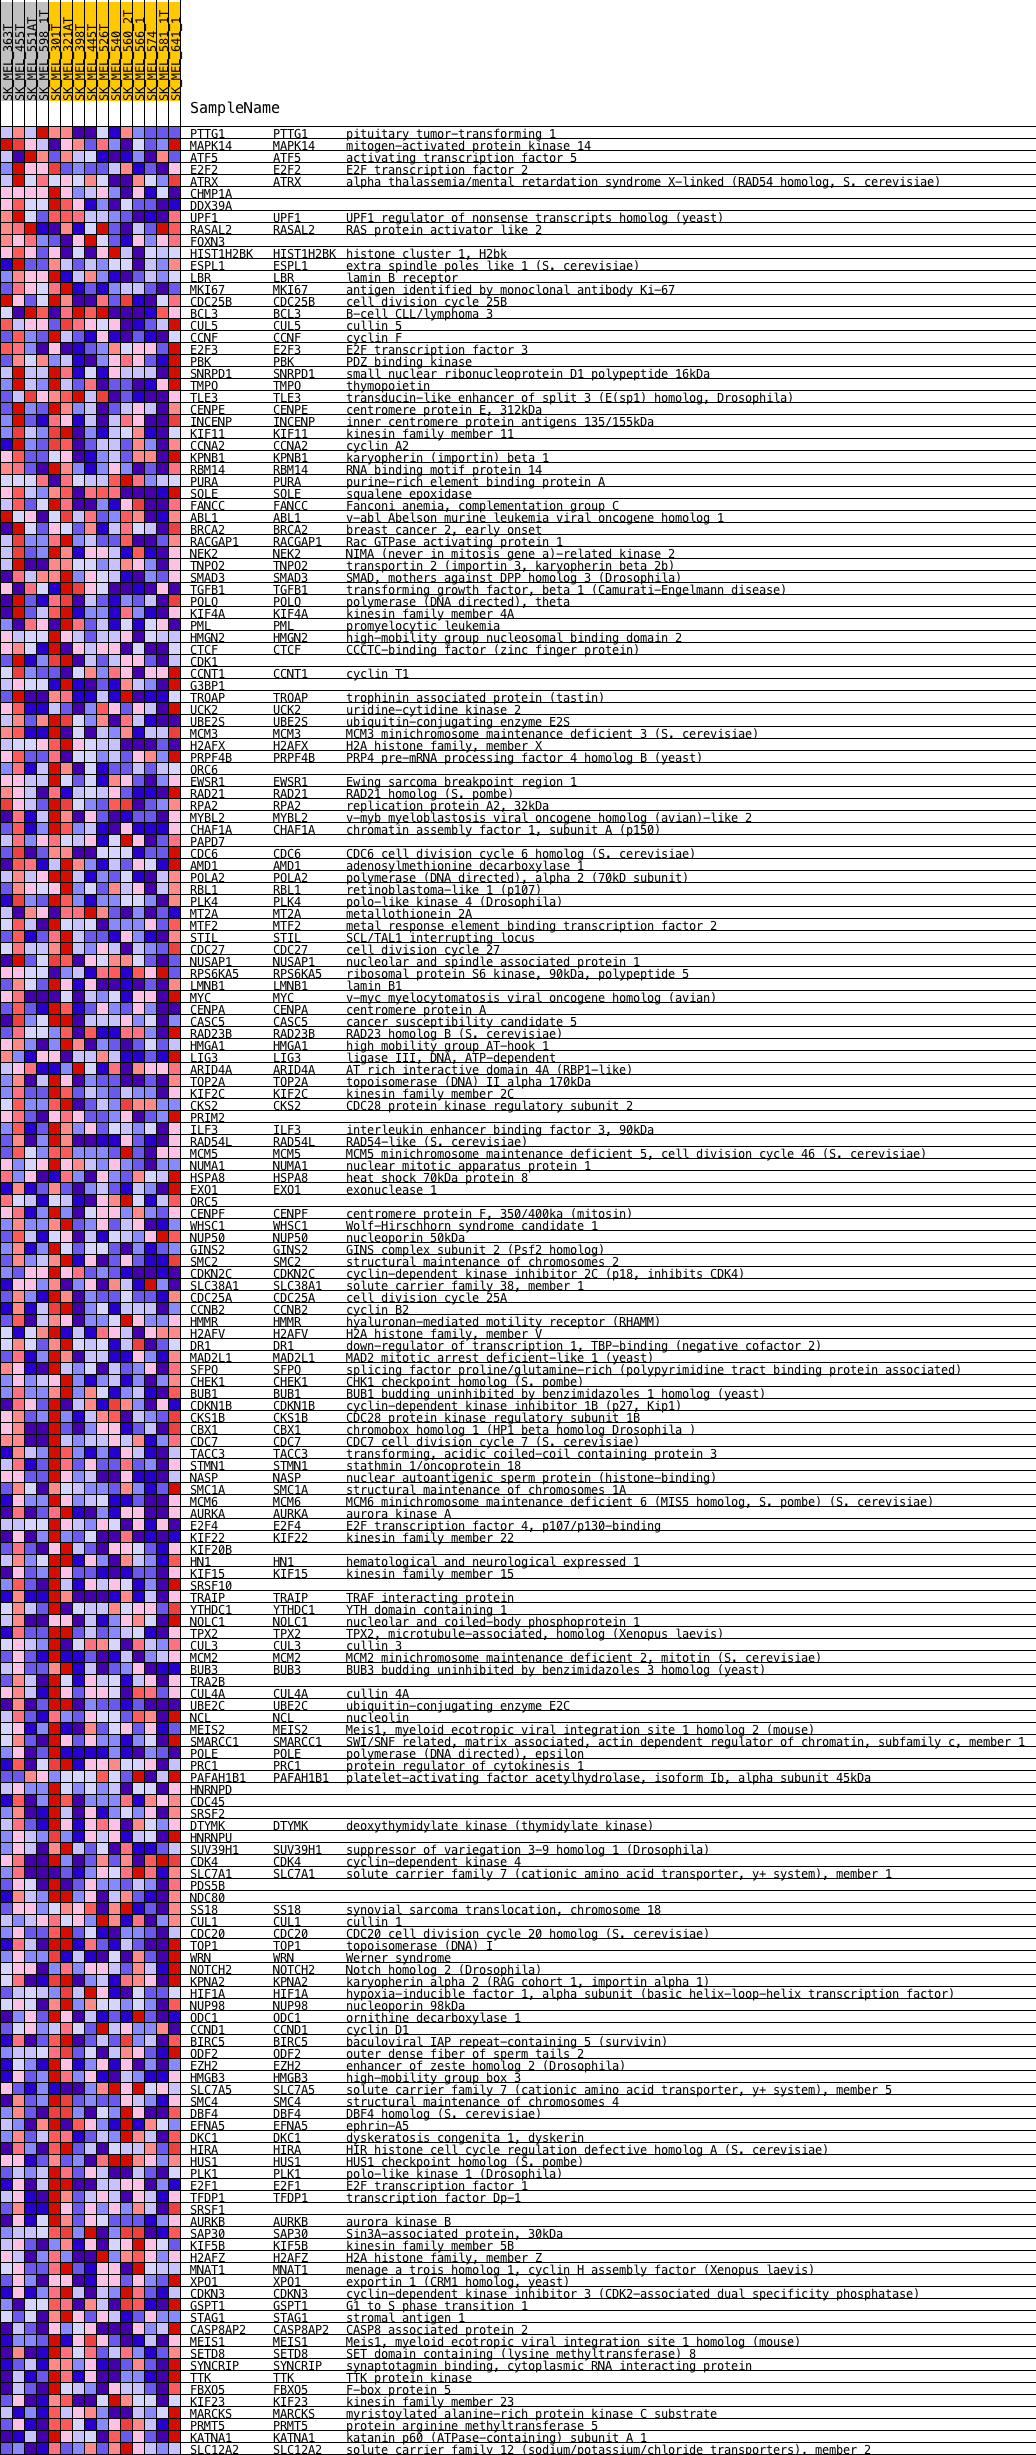 SK_MEL_363T
SK_MEL_455T
SK_MEL_551AT
SK_MEL_598_1T
SK_MEL_301T
SK_MEL_321AT
SK_MEL_398T
SK_MEL_445T
SK_MEL_526T
SK_MEL_540
SK_MEL_560_2T
SK_MEL_566_1
SK_MEL_574
SK_MEL_581_1T
SK_MEL_641_1
SampleName
PTTG1 PTTG1 pituitary tumor-transforming 1
MAPK14 MAPK14 mitogen-activated protein kinase 14
ATF5 ATF5 activating transcription factor 5
E2F2 E2F2 E2F transcription factor 2
ATRX ATRX alpha thalassemia/mental retardation syndrome X-linked (RAD54 homolog, S. cerevisiae)
CHMP1A
DDX39A
UPF1 UPF1 UPF1 regulator of nonsense transcripts homolog (yeast)
RASAL2 RASAL2 RAS protein activator like 2
FOXN3
HIST1H2BK HIST1H2BK histone cluster 1, H2bk
ESPL1 ESPL1 extra spindle poles like 1 (S. cerevisiae)
LBR LBR lamin B receptor
MKI67 MKI67 antigen identified by monoclonal antibody Ki-67
CDC25B CDC25B cell division cycle 25B
BCL3 BCL3 B-cell CLL/lymphoma 3
CUL5 CUL5 cullin 5
CCNF CCNF cyclin F
E2F3 E2F3 E2F transcription factor 3
PBK PBK PDZ binding kinase
SNRPD1 SNRPD1 small nuclear ribonucleoprotein D1 polypeptide 16kDa
TMPO TMPO thymopoietin
TLE3 TLE3 transducin-like enhancer of split 3 (E(sp1) homolog, Drosophila)
CENPE CENPE centromere protein E, 312kDa
INCENP INCENP inner centromere protein antigens 135/155kDa
KIF11 KIF11 kinesin family member 11
CCNA2 CCNA2 cyclin A2
KPNB1 KPNB1 karyopherin (importin) beta 1
RBM14 RBM14 RNA binding motif protein 14
PURA PURA purine-rich element binding protein A
SQLE SQLE squalene epoxidase
FANCC FANCC Fanconi anemia, complementation group C
ABL1 ABL1 v-abl Abelson murine leukemia viral oncogene homolog 1
BRCA2 BRCA2 breast cancer 2, early onset
RACGAP1 RACGAP1 Rac GTPase activating protein 1
NEK2 NEK2 NIMA (never in mitosis gene a)-related kinase 2
TNPO2 TNPO2 transportin 2 (importin 3, karyopherin beta 2b)
SMAD3 SMAD3 SMAD, mothers against DPP homolog 3 (Drosophila)
TGFB1 TGFB1 transforming growth factor, beta 1 (Camurati-Engelmann disease)
POLQ POLQ polymerase (DNA directed), theta
KIF4A KIF4A kinesin family member 4A
PML PML promyelocytic leukemia
HMGN2 HMGN2 high-mobility group nucleosomal binding domain 2
CTCF CTCF CCCTC-binding factor (zinc finger protein)
CDK1
CCNT1 CCNT1 cyclin T1
G3BP1
TROAP TROAP trophinin associated protein (tastin)
UCK2 UCK2 uridine-cytidine kinase 2
UBE2S UBE2S ubiquitin-conjugating enzyme E2S
MCM3 MCM3 MCM3 minichromosome maintenance deficient 3 (S. cerevisiae)
H2AFX H2AFX H2A histone family, member X
PRPF4B PRPF4B PRP4 pre-mRNA processing factor 4 homolog B (yeast)
ORC6
EWSR1 EWSR1 Ewing sarcoma breakpoint region 1
RAD21 RAD21 RAD21 homolog (S. pombe)
RPA2 RPA2 replication protein A2, 32kDa
MYBL2 MYBL2 v-myb myeloblastosis viral oncogene homolog (avian)-like 2
CHAF1A CHAF1A chromatin assembly factor 1, subunit A (p150)
PAPD7
CDC6 CDC6 CDC6 cell division cycle 6 homolog (S. cerevisiae)
AMD1 AMD1 adenosylmethionine decarboxylase 1
POLA2 POLA2 polymerase (DNA directed), alpha 2 (70kD subunit)
RBL1 RBL1 retinoblastoma-like 1 (p107)
PLK4 PLK4 polo-like kinase 4 (Drosophila)
MT2A MT2A metallothionein 2A
MTF2 MTF2 metal response element binding transcription factor 2
STIL STIL SCL/TAL1 interrupting locus
CDC27 CDC27 cell division cycle 27
NUSAP1 NUSAP1 nucleolar and spindle associated protein 1
RPS6KA5 RPS6KA5 ribosomal protein S6 kinase, 90kDa, polypeptide 5
LMNB1 LMNB1 lamin B1
MYC MYC v-myc myelocytomatosis viral oncogene homolog (avian)
CENPA CENPA centromere protein A
CASC5 CASC5 cancer susceptibility candidate 5
RAD23B RAD23B RAD23 homolog B (S. cerevisiae)
HMGA1 HMGA1 high mobility group AT-hook 1
LIG3 LIG3 ligase III, DNA, ATP-dependent
ARID4A ARID4A AT rich interactive domain 4A (RBP1-like)
TOP2A TOP2A topoisomerase (DNA) II alpha 170kDa
KIF2C KIF2C kinesin family member 2C
CKS2 CKS2 CDC28 protein kinase regulatory subunit 2
PRIM2
ILF3 ILF3 interleukin enhancer binding factor 3, 90kDa
RAD54L RAD54L RAD54-like (S. cerevisiae)
MCM5 MCM5 MCM5 minichromosome maintenance deficient 5, cell division cycle 46 (S. cerevisiae)
NUMA1 NUMA1 nuclear mitotic apparatus protein 1
HSPA8 HSPA8 heat shock 70kDa protein 8
EXO1 EXO1 exonuclease 1
ORC5
CENPF CENPF centromere protein F, 350/400ka (mitosin)
WHSC1 WHSC1 Wolf-Hirschhorn syndrome candidate 1
NUP50 NUP50 nucleoporin 50kDa
GINS2 GINS2 GINS complex subunit 2 (Psf2 homolog)
SMC2 SMC2 structural maintenance of chromosomes 2
CDKN2C CDKN2C cyclin-dependent kinase inhibitor 2C (p18, inhibits CDK4)
SLC38A1 SLC38A1 solute carrier family 38, member 1
CDC25A CDC25A cell division cycle 25A
CCNB2 CCNB2 cyclin B2
HMMR HMMR hyaluronan-mediated motility receptor (RHAMM)
H2AFV H2AFV H2A histone family, member V
DR1 DR1 down-regulator of transcription 1, TBP-binding (negative cofactor 2)
MAD2L1 MAD2L1 MAD2 mitotic arrest deficient-like 1 (yeast)
SFPQ SFPQ splicing factor proline/glutamine-rich (polypyrimidine tract binding protein associated)
CHEK1 CHEK1 CHK1 checkpoint homolog (S. pombe)
BUB1 BUB1 BUB1 budding uninhibited by benzimidazoles 1 homolog (yeast)
CDKN1B CDKN1B cyclin-dependent kinase inhibitor 1B (p27, Kip1)
CKS1B CKS1B CDC28 protein kinase regulatory subunit 1B
CBX1 CBX1 chromobox homolog 1 (HP1 beta homolog Drosophila )
CDC7 CDC7 CDC7 cell division cycle 7 (S. cerevisiae)
TACC3 TACC3 transforming, acidic coiled-coil containing protein 3
STMN1 STMN1 stathmin 1/oncoprotein 18
NASP NASP nuclear autoantigenic sperm protein (histone-binding)
SMC1A SMC1A structural maintenance of chromosomes 1A
MCM6 MCM6 MCM6 minichromosome maintenance deficient 6 (MIS5 homolog, S. pombe) (S. cerevisiae)
AURKA AURKA aurora kinase A
E2F4 E2F4 E2F transcription factor 4, p107/p130-binding
KIF22 KIF22 kinesin family member 22
KIF20B
HN1 HN1 hematological and neurological expressed 1
KIF15 KIF15 kinesin family member 15
SRSF10
TRAIP TRAIP TRAF interacting protein
YTHDC1 YTHDC1 YTH domain containing 1
NOLC1 NOLC1 nucleolar and coiled-body phosphoprotein 1
TPX2 TPX2 TPX2, microtubule-associated, homolog (Xenopus laevis)
CUL3 CUL3 cullin 3
MCM2 MCM2 MCM2 minichromosome maintenance deficient 2, mitotin (S. cerevisiae)
BUB3 BUB3 BUB3 budding uninhibited by benzimidazoles 3 homolog (yeast)
TRA2B
CUL4A CUL4A cullin 4A
UBE2C UBE2C ubiquitin-conjugating enzyme E2C
NCL NCL nucleolin
MEIS2 MEIS2 Meis1, myeloid ecotropic viral integration site 1 homolog 2 (mouse)
SMARCC1 SMARCC1 SWI/SNF related, matrix associated, actin dependent regulator of chromatin, subfamily c, member 1
POLE POLE polymerase (DNA directed), epsilon
PRC1 PRC1 protein regulator of cytokinesis 1
PAFAH1B1 PAFAH1B1 platelet-activating factor acetylhydrolase, isoform Ib, alpha subunit 45kDa
HNRNPD
CDC45
SRSF2
DTYMK DTYMK deoxythymidylate kinase (thymidylate kinase)
HNRNPU
SUV39H1 SUV39H1 suppressor of variegation 3-9 homolog 1 (Drosophila)
CDK4 CDK4 cyclin-dependent kinase 4
SLC7A1 SLC7A1 solute carrier family 7 (cationic amino acid transporter, y+ system), member 1
PDS5B
NDC80
SS18 SS18 synovial sarcoma translocation, chromosome 18
CUL1 CUL1 cullin 1
CDC20 CDC20 CDC20 cell division cycle 20 homolog (S. cerevisiae)
TOP1 TOP1 topoisomerase (DNA) I
WRN WRN Werner syndrome
NOTCH2 NOTCH2 Notch homolog 2 (Drosophila)
KPNA2 KPNA2 karyopherin alpha 2 (RAG cohort 1, importin alpha 1)
HIF1A HIF1A hypoxia-inducible factor 1, alpha subunit (basic helix-loop-helix transcription factor)
NUP98 NUP98 nucleoporin 98kDa
ODC1 ODC1 ornithine decarboxylase 1
CCND1 CCND1 cyclin D1
BIRC5 BIRC5 baculoviral IAP repeat-containing 5 (survivin)
ODF2 ODF2 outer dense fiber of sperm tails 2
EZH2 EZH2 enhancer of zeste homolog 2 (Drosophila)
HMGB3 HMGB3 high-mobility group box 3
SLC7A5 SLC7A5 solute carrier family 7 (cationic amino acid transporter, y+ system), member 5
SMC4 SMC4 structural maintenance of chromosomes 4
DBF4 DBF4 DBF4 homolog (S. cerevisiae)
EFNA5 EFNA5 ephrin-A5
DKC1 DKC1 dyskeratosis congenita 1, dyskerin
HIRA HIRA HIR histone cell cycle regulation defective homolog A (S. cerevisiae)
HUS1 HUS1 HUS1 checkpoint homolog (S. pombe)
PLK1 PLK1 polo-like kinase 1 (Drosophila)
E2F1 E2F1 E2F transcription factor 1
TFDP1 TFDP1 transcription factor Dp-1
SRSF1
AURKB AURKB aurora kinase B
SAP30 SAP30 Sin3A-associated protein, 30kDa
KIF5B KIF5B kinesin family member 5B
H2AFZ H2AFZ H2A histone family, member Z
MNAT1 MNAT1 menage a trois homolog 1, cyclin H assembly factor (Xenopus laevis)
XPO1 XPO1 exportin 1 (CRM1 homolog, yeast)
CDKN3 CDKN3 cyclin-dependent kinase inhibitor 3 (CDK2-associated dual specificity phosphatase)
GSPT1 GSPT1 G1 to S phase transition 1
STAG1 STAG1 stromal antigen 1
CASP8AP2 CASP8AP2 CASP8 associated protein 2
MEIS1 MEIS1 Meis1, myeloid ecotropic viral integration site 1 homolog (mouse)
SETD8 SETD8 SET domain containing (lysine methyltransferase) 8
SYNCRIP SYNCRIP synaptotagmin binding, cytoplasmic RNA interacting protein
TTK TTK TTK protein kinase
FBXO5 FBXO5 F-box protein 5
KIF23 KIF23 kinesin family member 23
MARCKS MARCKS myristoylated alanine-rich protein kinase C substrate
PRMT5 PRMT5 protein arginine methyltransferase 5
KATNA1 KATNA1 katanin p60 (ATPase-containing) subunit A 1
SLC12A2 SLC12A2 solute carrier family 12 (sodium/potassium/chloride transporters), member 2